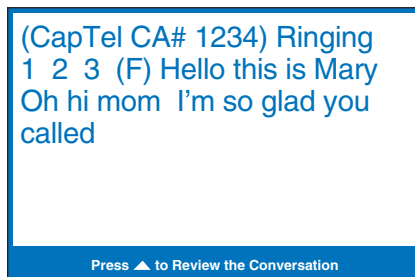 (CapTel CA# 1234) Ringing
1 2 3 (F) Hello this is Mary
Oh hi mom I'm so glad you
called
Press ▲ to Review the Conversation